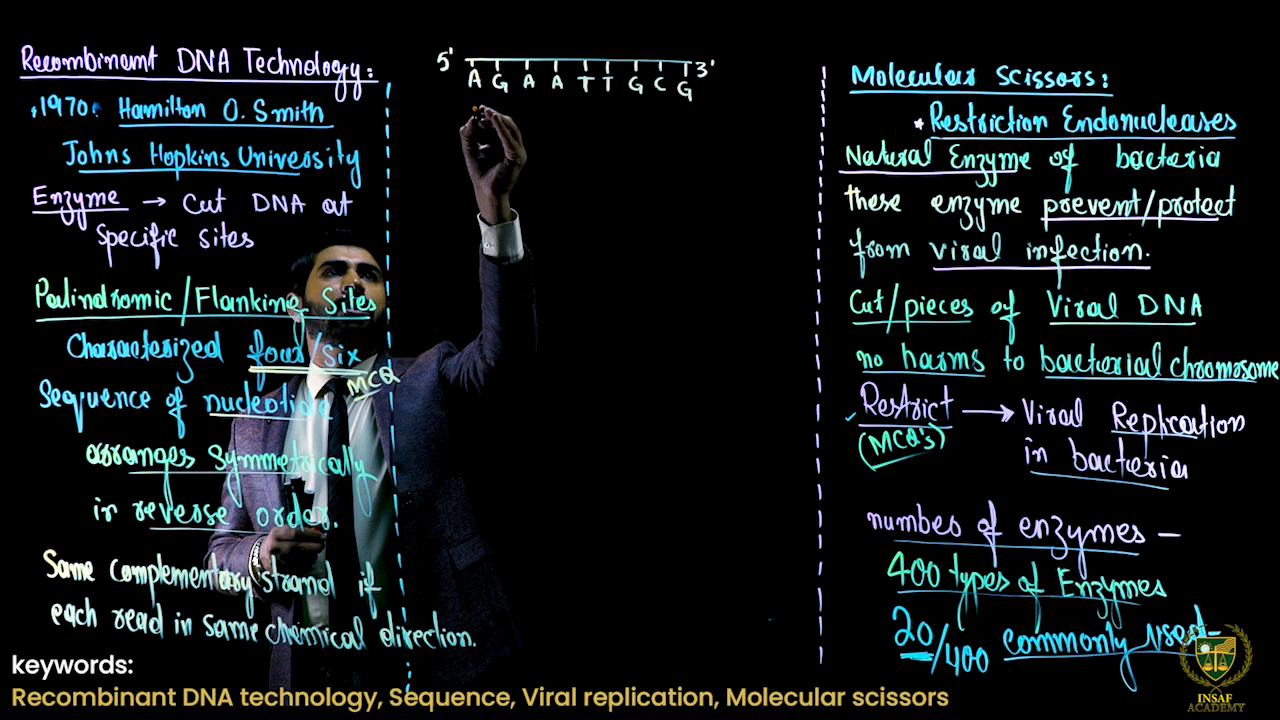 Recombinant DNA Technology:
1970: Hamilton O. Smith
Johns Hopkins University
Enzyme → Cut DNA at
Specific sites
Palindromic/Flanking Sites
Characterized four/six
MCQ
Sequence of nucleotide
arranges Symmetrically
in reverse order.
Same complementary strand if
each read in same chemical direction.
5' 3'
A G A A T T G C G
Molecular Scissors:
* Restriction Endonucleases
Natural Enzyme of bacteria
these enzyme prevent/protect
from viral infection.
Cut/pieces of Viral DNA
no harms to bacterial chromosome
Restrict → Viral Replication
(MCQ's) in bacteria
numbes of enzymes -
400 types of Enzymes
20/400 commonly used-
keywords:
Recombinant DNA technology, Sequence, Viral replication, Molecular scissors
INSAF
ACADEMY